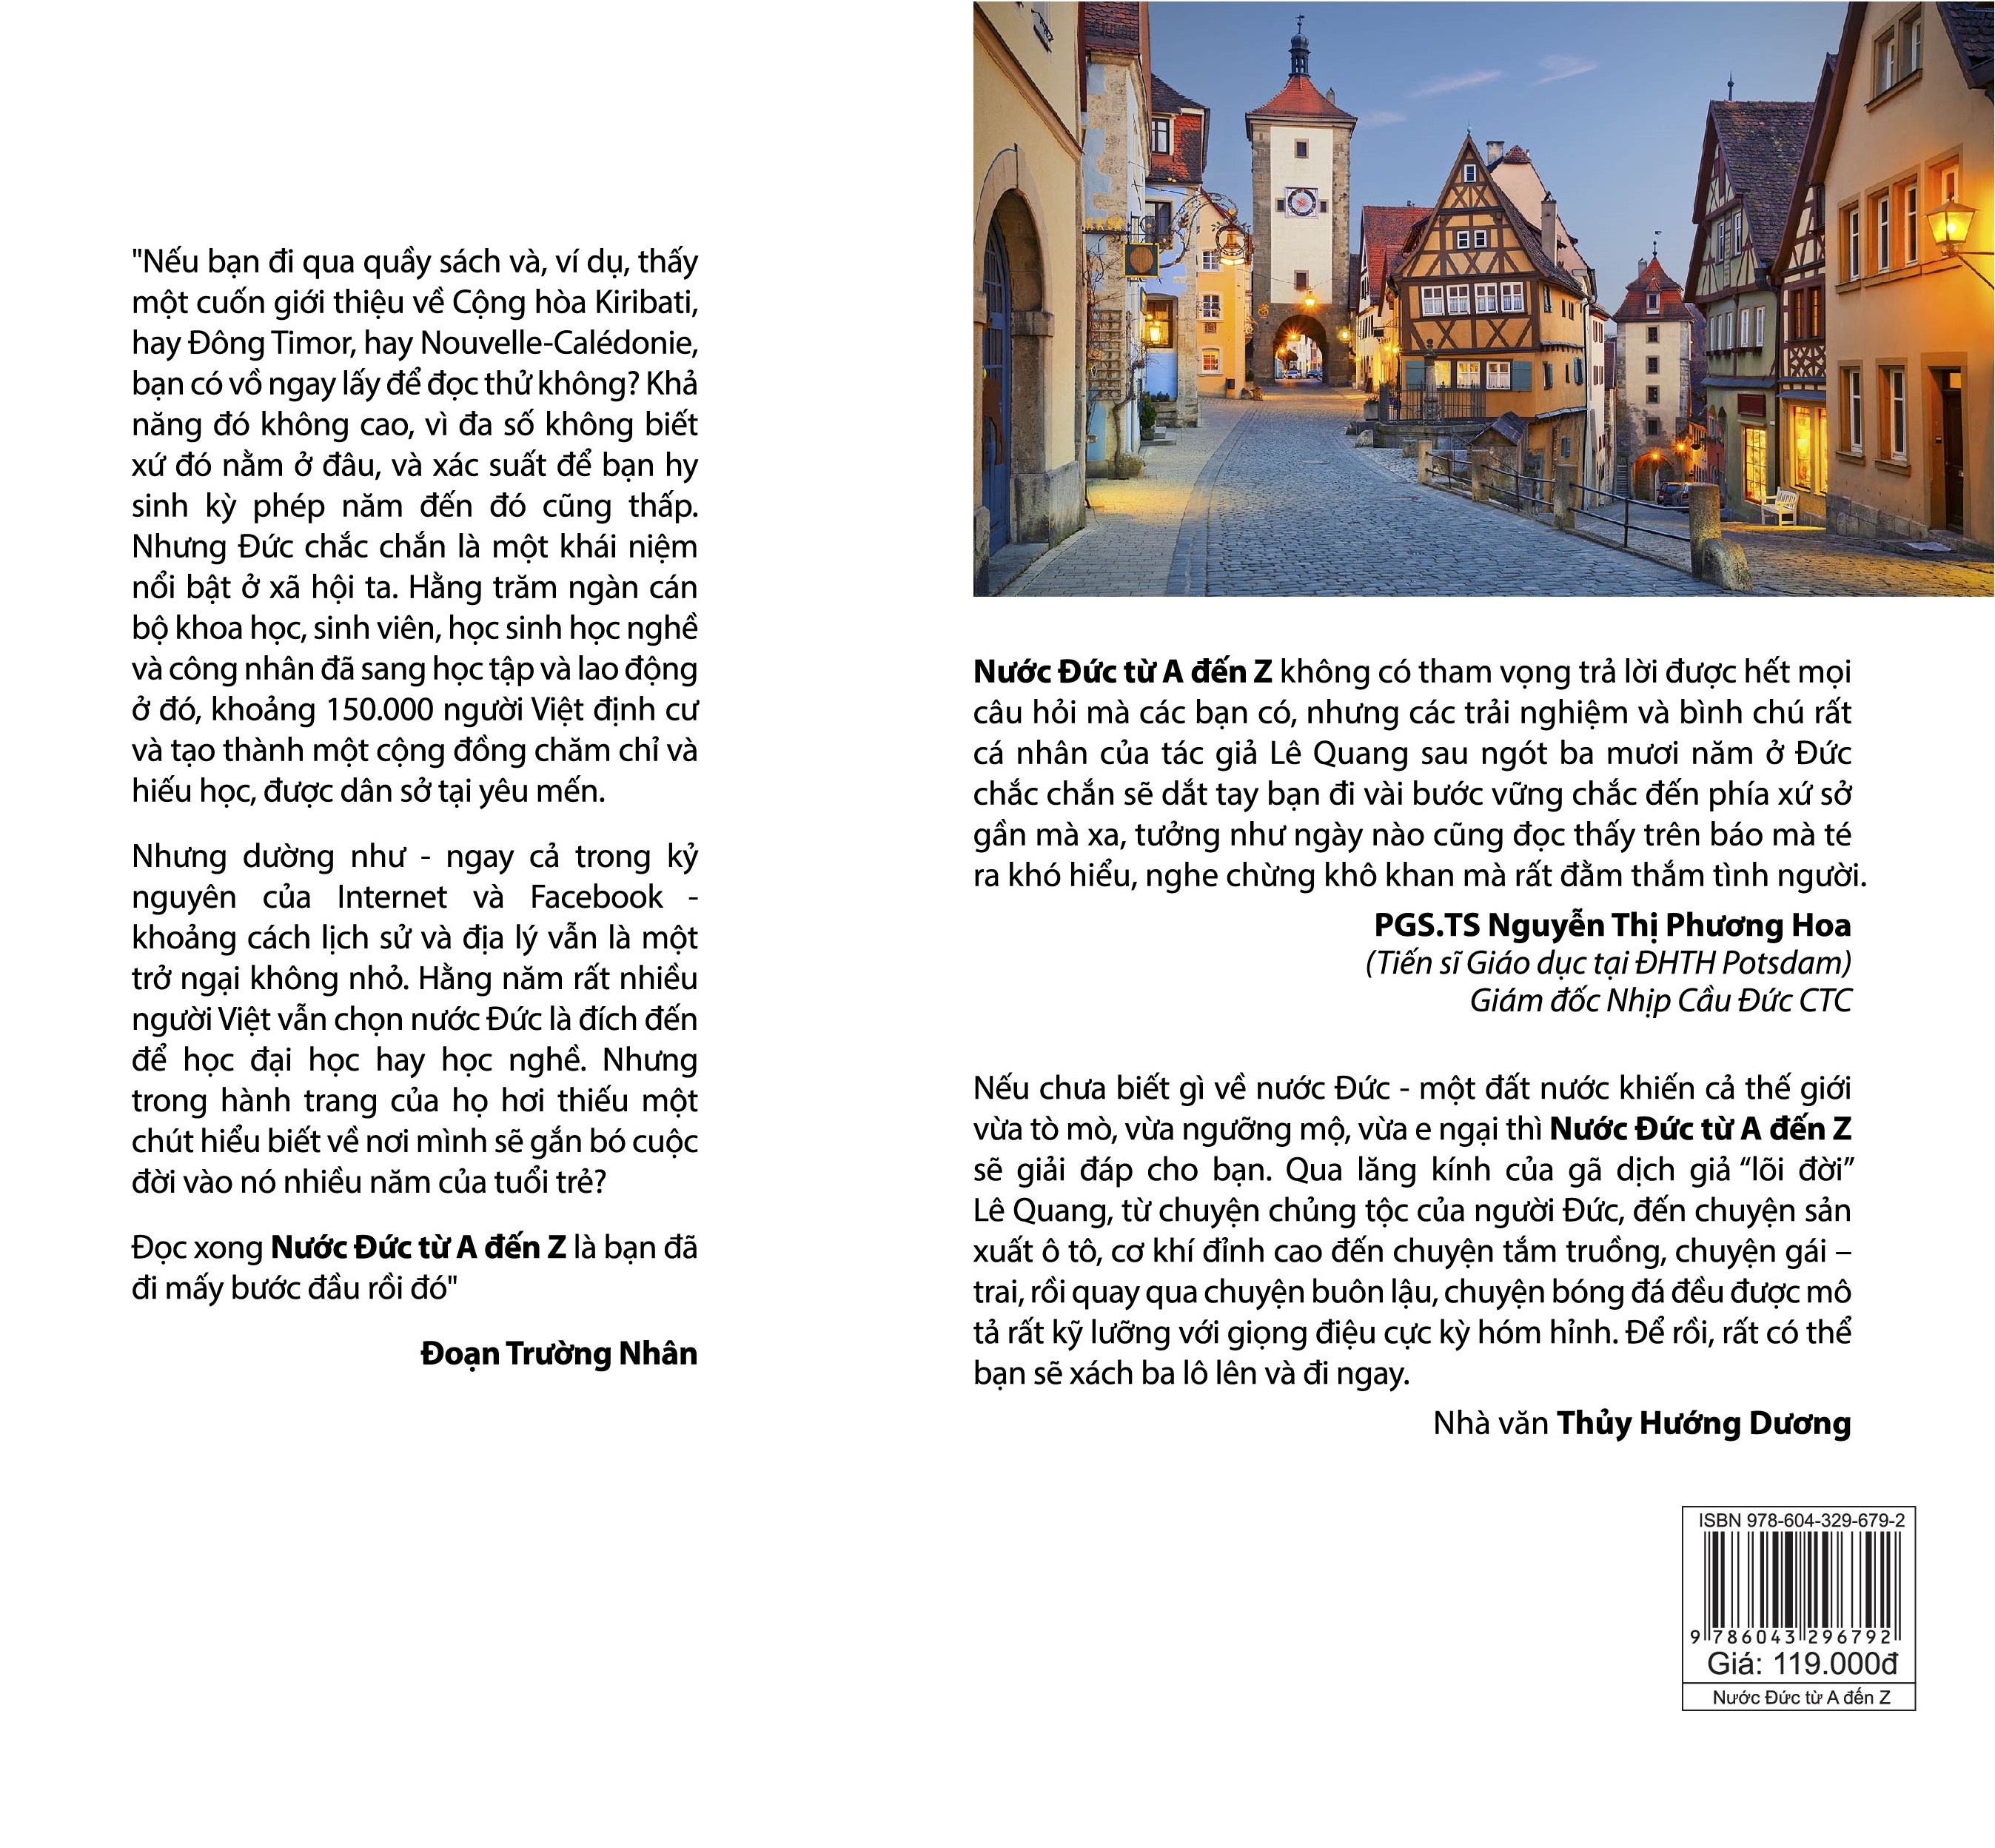 "Nếu bạn đi qua quầy sách và, ví dụ, thấy
một cuốn giới thiệu về Cộng hòa Kiribati,
hay Đông Timor, hay Nouvelle-Calédonie,
bạn có vồ ngay lấy để đọc thử không? Khả
năng đó không cao, vì đa số không biết
xứ đó nằm ở đâu, và xác suất để bạn hy
sinh kỳ phép năm đến đó cũng thấp.
Nhưng Đức chắc chắn là một khái niệm
nổi bật ở xã hội ta. Hằng trăm ngàn cán
bộ khoa học, sinh viên, học sinh học nghề
và công nhân đã sang học tập và lao động
ở đó, khoảng 150.000 người Việt định cư
và tạo thành một cộng đồng chăm chỉ và
hiếu học, được dân sở tại yêu mến.
Nhưng dường như - ngay cả trong kỷ
nguyên của Internet và Facebook -
khoảng cách lịch sử và địa lý vẫn là một
trở ngại không nhỏ. Hằng năm rất nhiều
người Việt vẫn chọn nước Đức là đích đến
để học đại học hay học nghề. Nhưng
trong hành trang của họ hơi thiếu một
chút hiểu biết về nơi mình sẽ gắn bó cuộc
đời vào nó nhiều năm của tuổi trẻ?
Đọc xong Nước Đức từ A đến Z là bạn đã
đi mấy bước đầu rồi đó"
Đoạn Trường Nhân
Nước Đức từ A đến Z không có tham vọng trả lời được hết mọi
câu hỏi mà các bạn có, nhưng các trải nghiệm và bình chú rất
cá nhân của tác giả Lê Quang sau ngót ba mươi năm ở Đức
chắc chắn sẽ dắt tay bạn đi vài bước vững chắc đến phía xứ sở
gần mà xa, tưởng như ngày nào cũng đọc thấy trên báo mà té
ra khó hiểu, nghe chừng khô khan mà rất đằm thắm tình người.
PGS.TS Nguyễn Thị Phương Hoa
(Tiến sĩ Giáo dục tại ĐHTH Potsdam)
Giám đốc Nhịp Cầu Đức CTC
Nếu chưa biết gì về nước Đức - một đất nước khiến cả thế giới
vừa tò mò, vừa ngưỡng mộ, vừa e ngại thì Nước Đức từ A đến Z
sẽ giải đáp cho bạn. Qua lăng kính của gã dịch giả “lõi đời”
Lê Quang, từ chuyện chủng tộc của người Đức, đến chuyện sản
xuất ô tô, cơ khí đỉnh cao đến chuyện tắm truồng, chuyện gái –
trai, rồi quay qua chuyện buôn lậu, chuyện bóng đá đều được mô
tả rất kỹ lưỡng với giọng điệu cực kỳ hóm hỉnh. Để rồi, rất có thể
bạn sẽ xách ba lô lên và đi ngay.
Nhà văn Thủy Hướng Dương
ISBN 978-604-329-679-2
9 786043 296792
Giá: 119.000đ
Nước Đức từ A đến Z